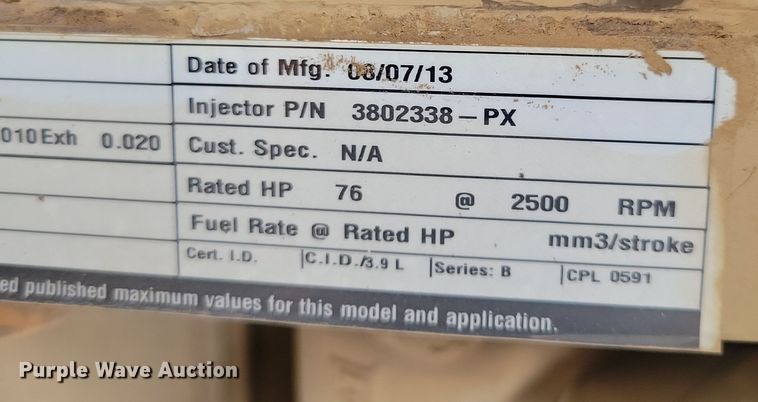 Date of Mfg. 08/07/13
Injector P/N 3802338-PX
010 Exh 0.020 Cust. Spec. N/A
Rated HP 76 @ 2500 RPM
Fuel Rate @ Rated HP mm3/stroke
Cert. I.D. C.I.D./3.9 L Series: B CPL 0591
ed published maximum values for this model and application.
Purple Wave Auction